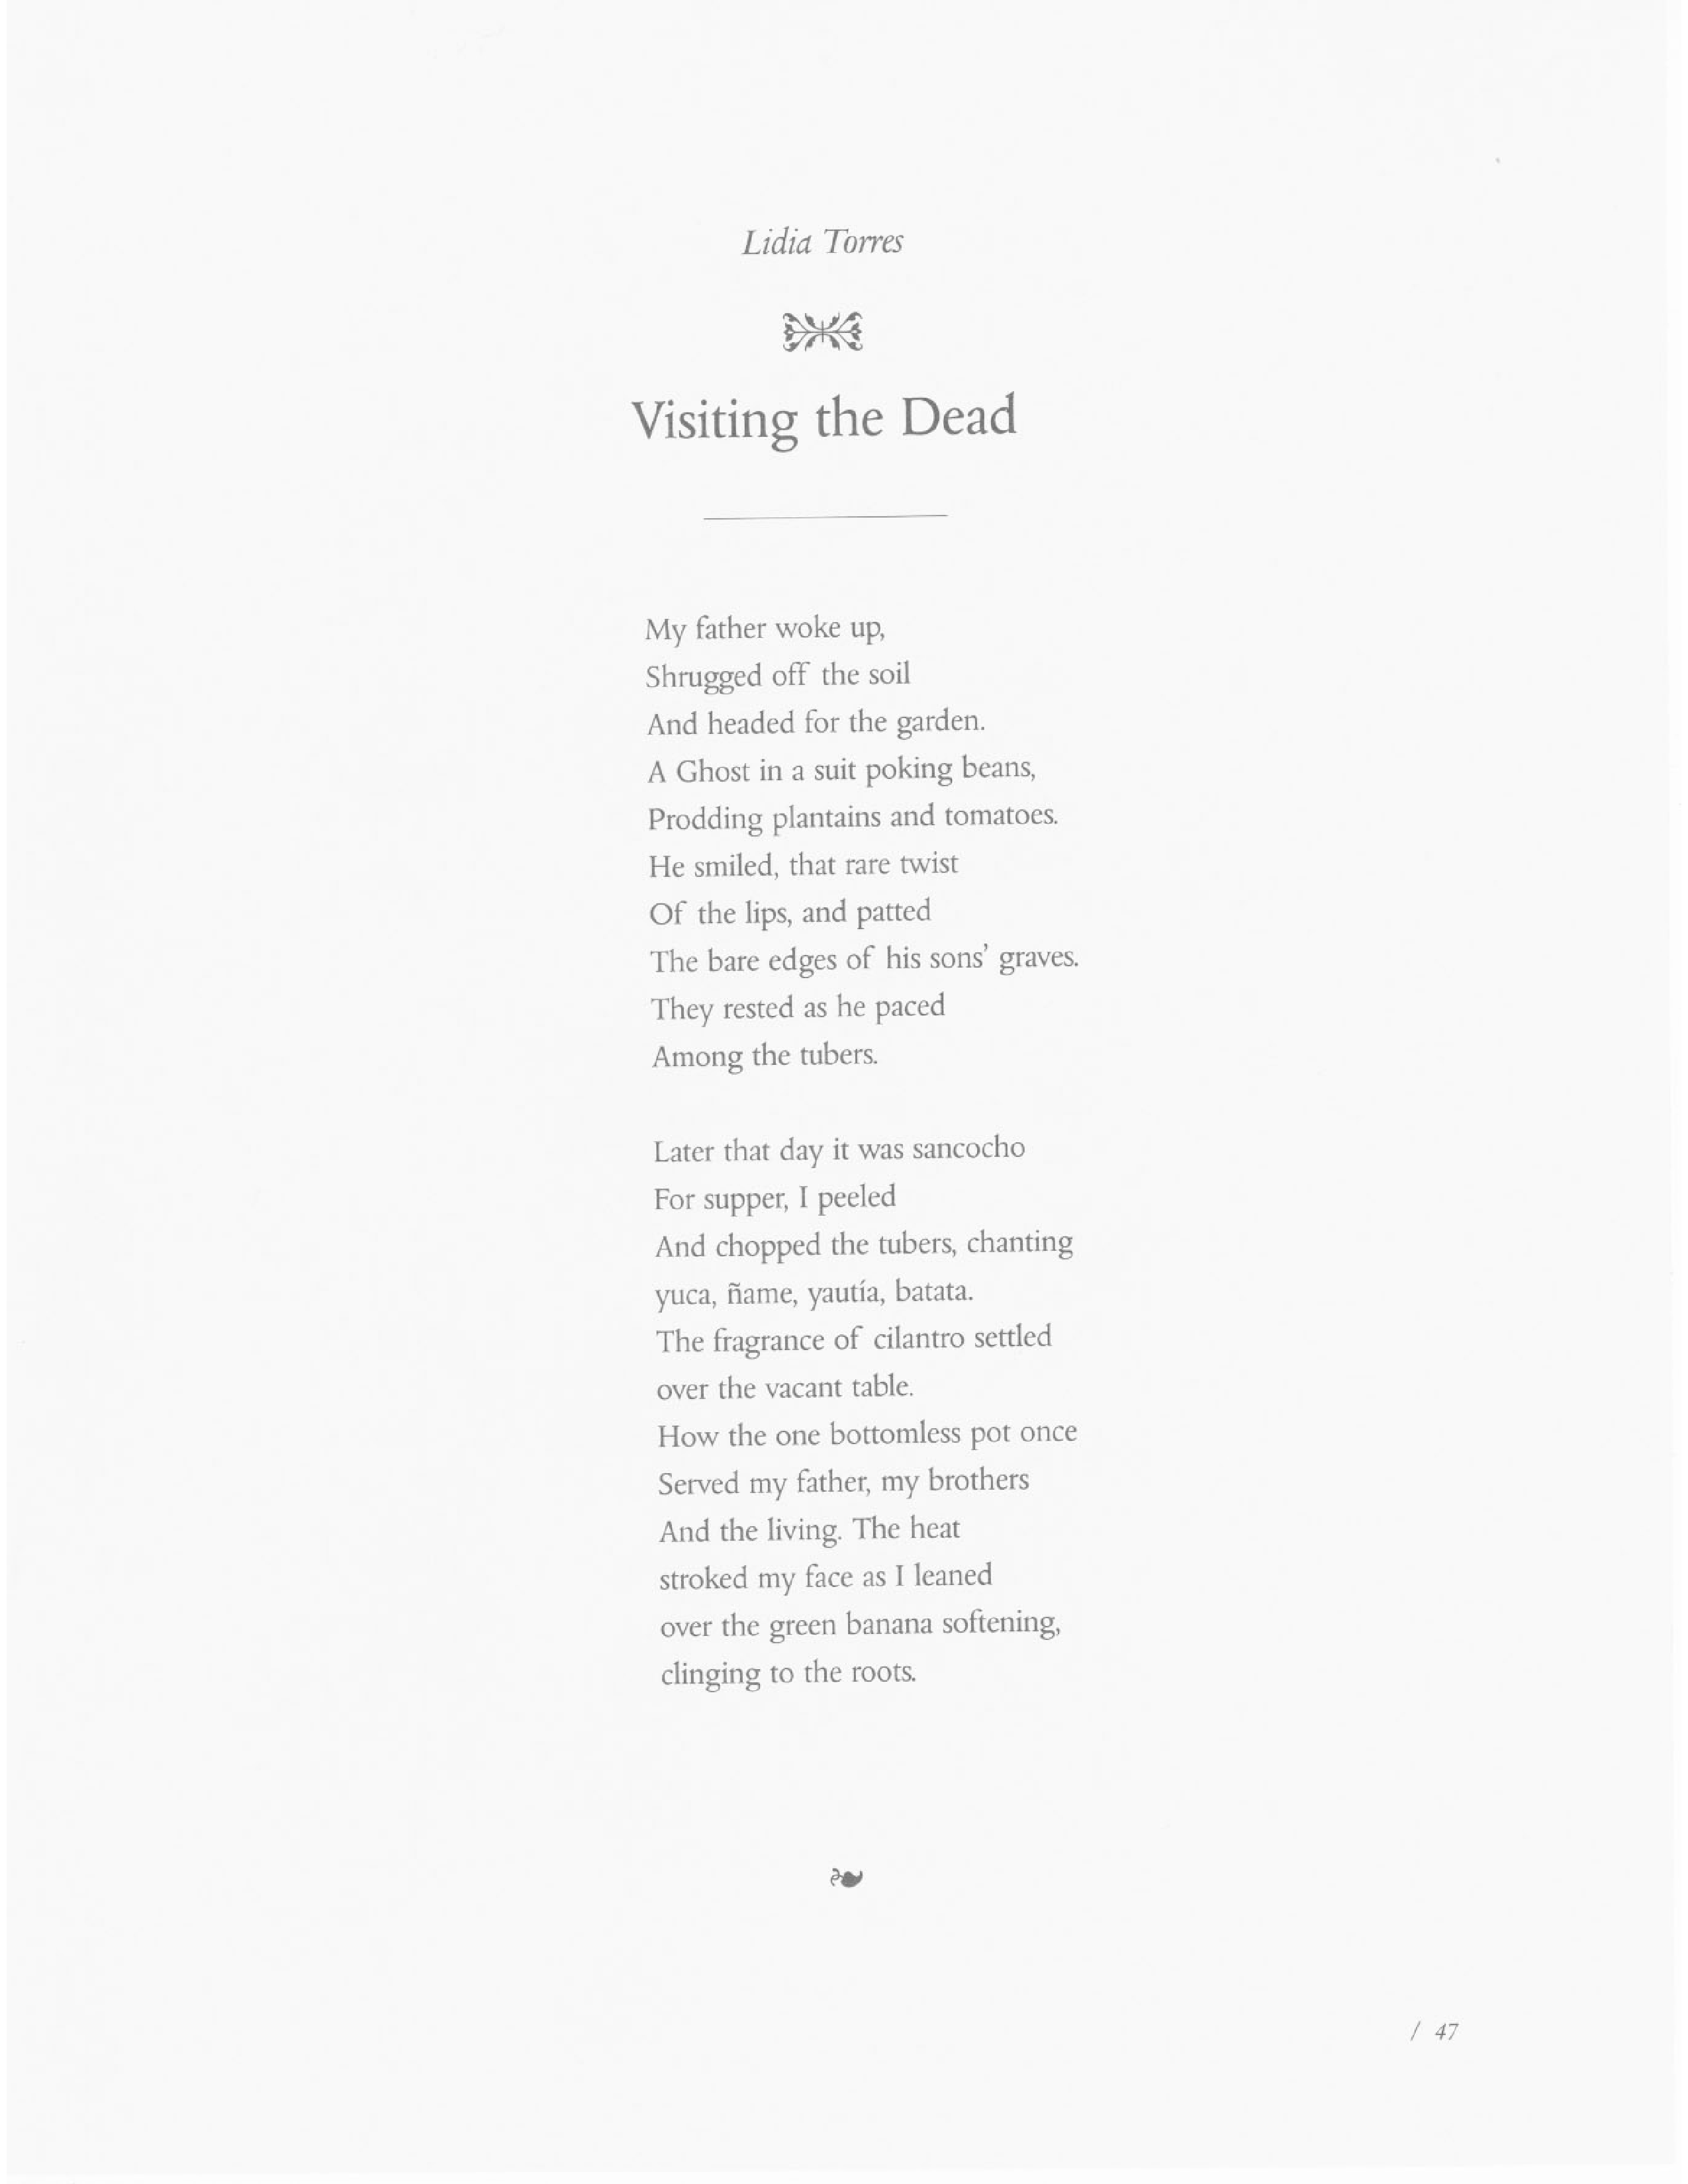 Lidia Torres
Visiting the Dead
My father woke up,
Shrugged off the soil
And headed for the garden.
A Ghost in a suit poking beans,
Prodding plantains and tomatoes.
He smiled, that rare twist
Of the lips, and patted
The bare edges of his sons' graves.
They rested as he paced
Among the tubers.
Later that day it was sancocho
For supper, I peeled
And chopped the tubers, chanting
yuca, ñame, yautía, batata.
The fragrance of cilantro settled
over the vacant table.
How the one bottomless pot once
Served my father, my brothers
And the living. The heat
stroked my face as I leaned
over the green banana softening,
clinging to the roots.
/ 47